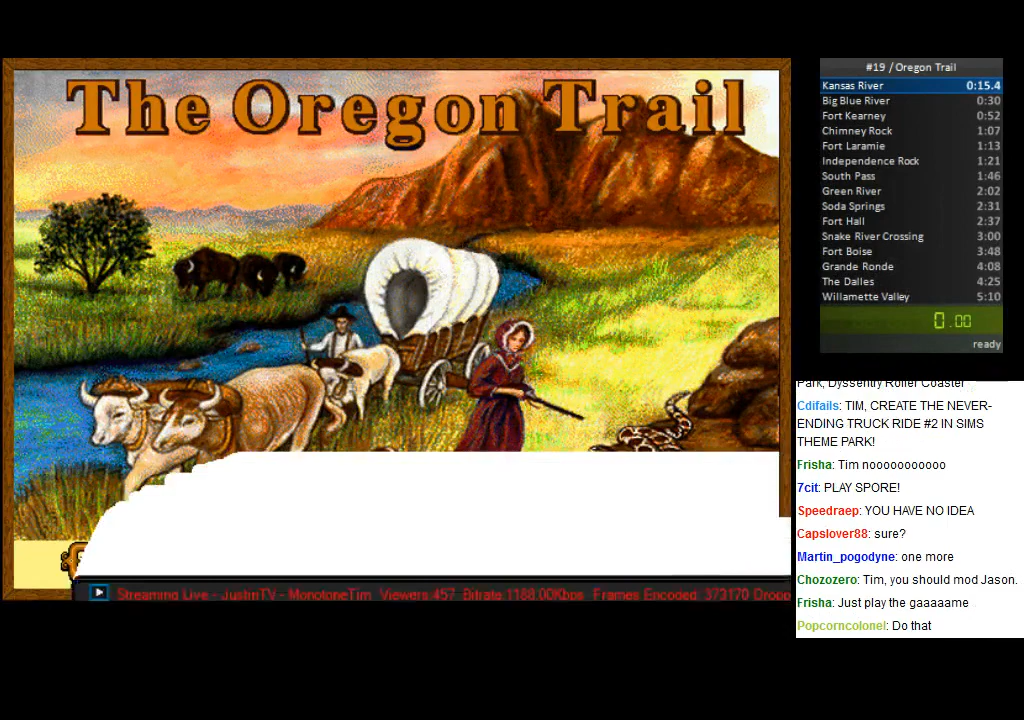 The Oregon Trail
#19 / Oregon Trail
Kansas River 0:15.4
Big Blue River 0:30
Fort Kearney 0:52
Chimney Rock 1:07
Fort Laramie 1:13
Independence Rock 1:21
South Pass 1:46
Green River 2:02
Soda Springs 2:31
Fort Hall 2:37
Snake River Crossing 3:00
Fort Boise 3:48
Grande Ronde 4:08
The Dalles 4:25
Willamette Valley 5:10
0.00
ready
Park, Dyssentry Roller Coaster
Cdifails: TIM, CREATE THE NEVER-
ENDING TRUCK RIDE #2 IN SIMS
THEME PARK!
Frisha: Tim nooooooooooo
7cit: PLAY SPORE!
Speedraep: YOU HAVE NO IDEA
Capslover88: sure?
Martin_pogodyne: one more
Chozozero: Tim, you should mod Jason.
Frisha: Just play the gaaaaame
Popcorncolonel: Do that
Streaming Live - JustinTV - MonotoneTim Viewers:457 Bitrate:1188.00Kbps Frames Encoded: 373170 Dropp